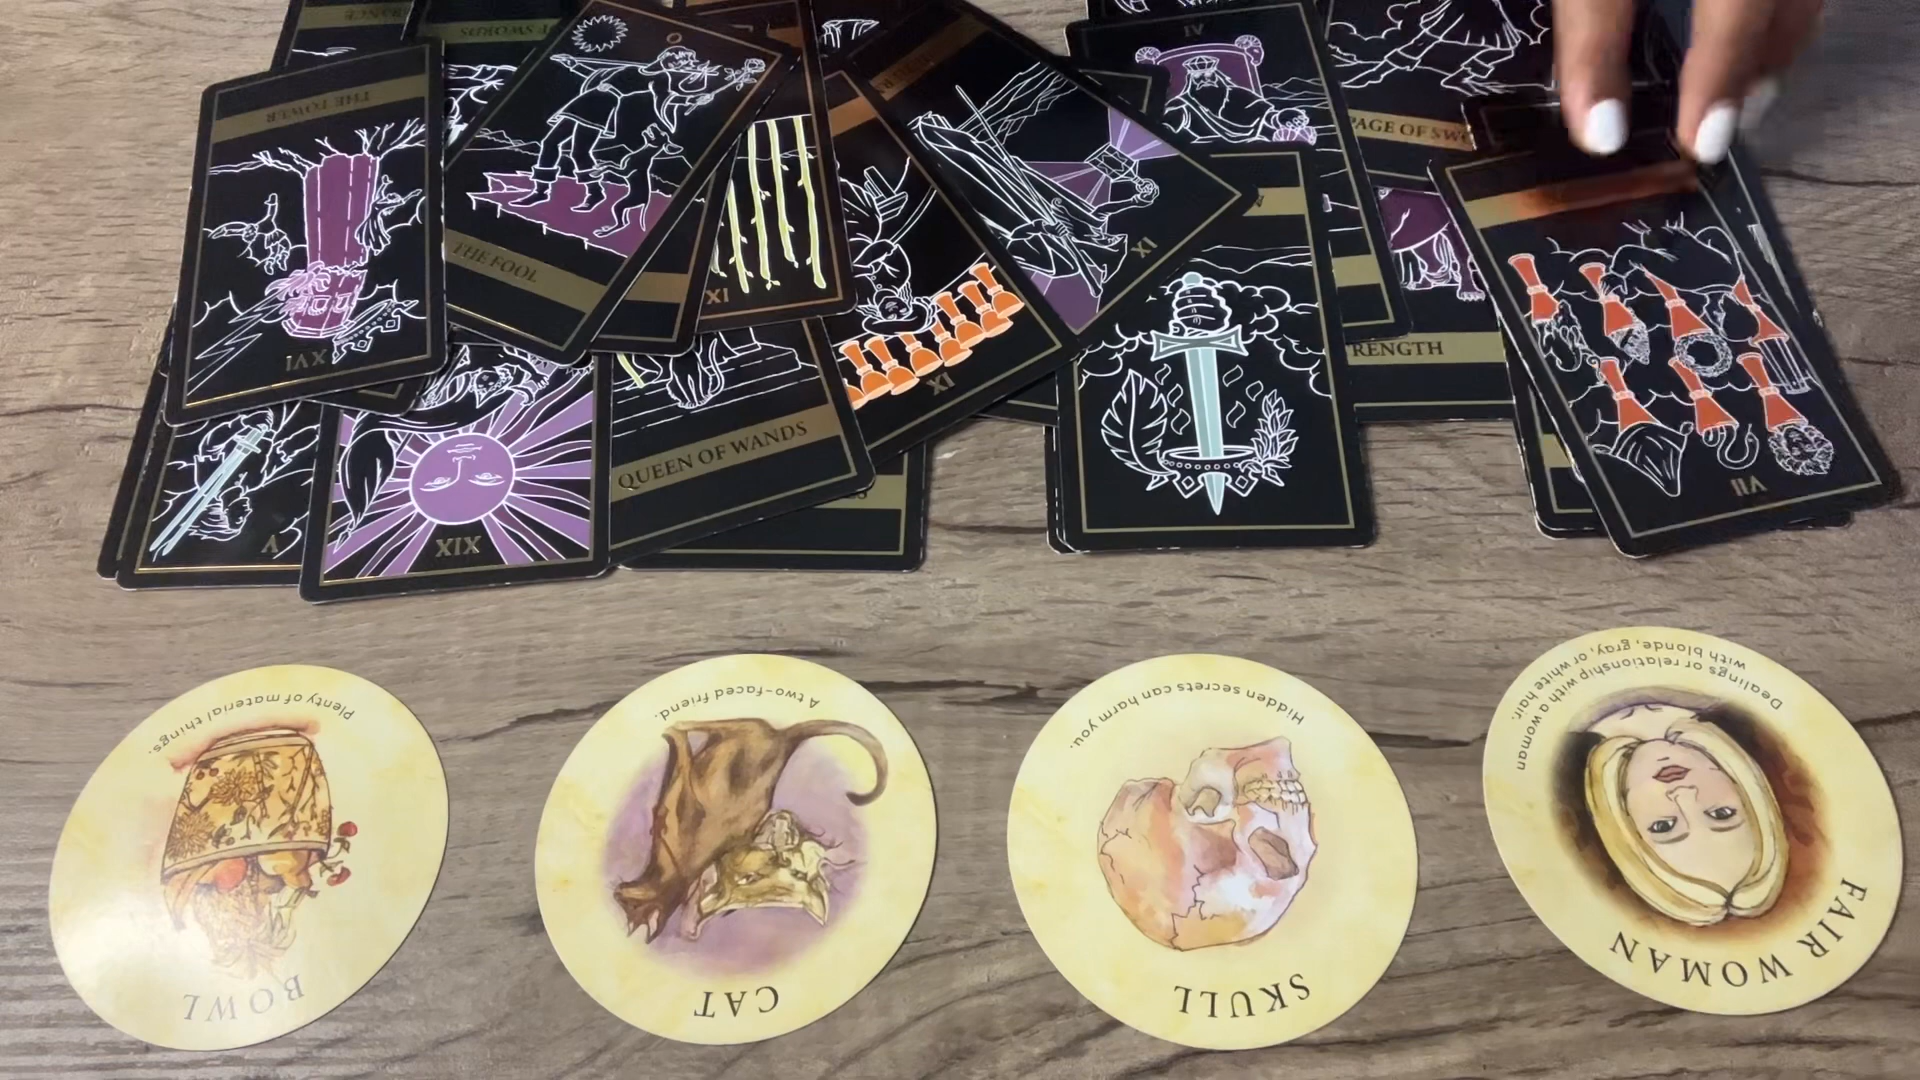 OF SWORDS
IV
THE TOWER
PAGE OF SW
THE FOOL
XI
IX
XVI
IX
STRENGTH
QUEEN OF WANDS
VII
V
XIX
Plenty of material things.
BOWL
A two-faced friend.
CAT
Hidden secrets can harm you.
SKULL
Dealings or relationship with a woman
with blonde, gray, or white hair.
FAIR WOMAN